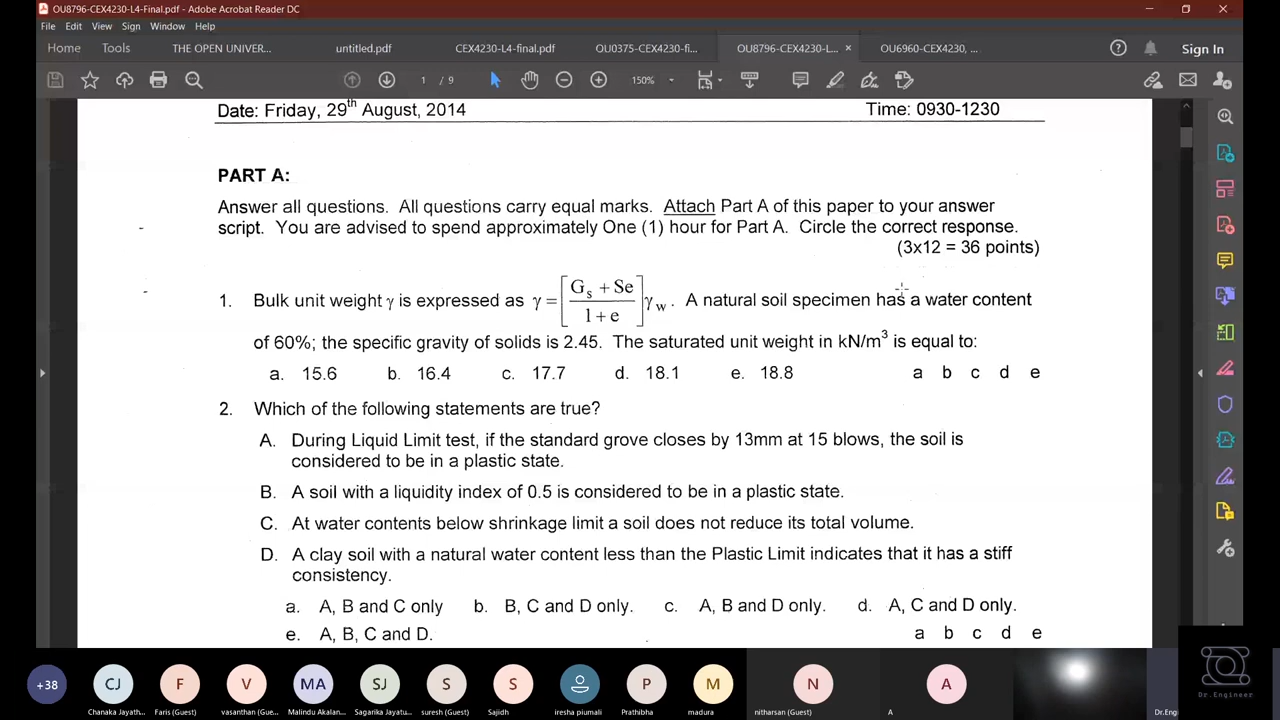 OU8796-CEX4230-L4-Final.pdf - Adobe Acrobat Reader DC
File Edit View Sign Window Help
Home Tools THE OPEN UNIVER... untitled.pdf CEX4230-L4-final.pdf OU0375-CEX4230-fi... OU8796-CEX4230-L... × OU6960-CEX4230, ... Sign In
1 / 9 150%
Date: Friday, 29th August, 2014 Time: 0930-1230
PART A:
Answer all questions. All questions carry equal marks. Attach Part A of this paper to your answer
script. You are advised to spend approximately One (1) hour for Part A. Circle the correct response.
(3x12 = 36 points)
1. Bulk unit weight γ is expressed as γ = [ (Gs + Se) / (1 + e) ] γw . A natural soil specimen has a water content
of 60%; the specific gravity of solids is 2.45. The saturated unit weight in kN/m3 is equal to:
a. 15.6 b. 16.4 c. 17.7 d. 18.1 e. 18.8 a b c d e
2. Which of the following statements are true?
A. During Liquid Limit test, if the standard grove closes by 13mm at 15 blows, the soil is
considered to be in a plastic state.
B. A soil with a liquidity index of 0.5 is considered to be in a plastic state.
C. At water contents below shrinkage limit a soil does not reduce its total volume.
D. A clay soil with a natural water content less than the Plastic Limit indicates that it has a stiff
consistency.
a. A, B and C only b. B, C and D only. c. A, B and D only. d. A, C and D only.
e. A, B, C and D. a b c d e
+38 CJ F V MA SJ S S P M N A
Chanaka Jayath... Faris (Guest) vasanthan (Gue... Malindu Akalan... Sagarika Jayatu... suresh (Guest) Sajidh iresha piumali Prathibha madura nitharsan (Guest) A Dr.Eng
Dr.Engineer